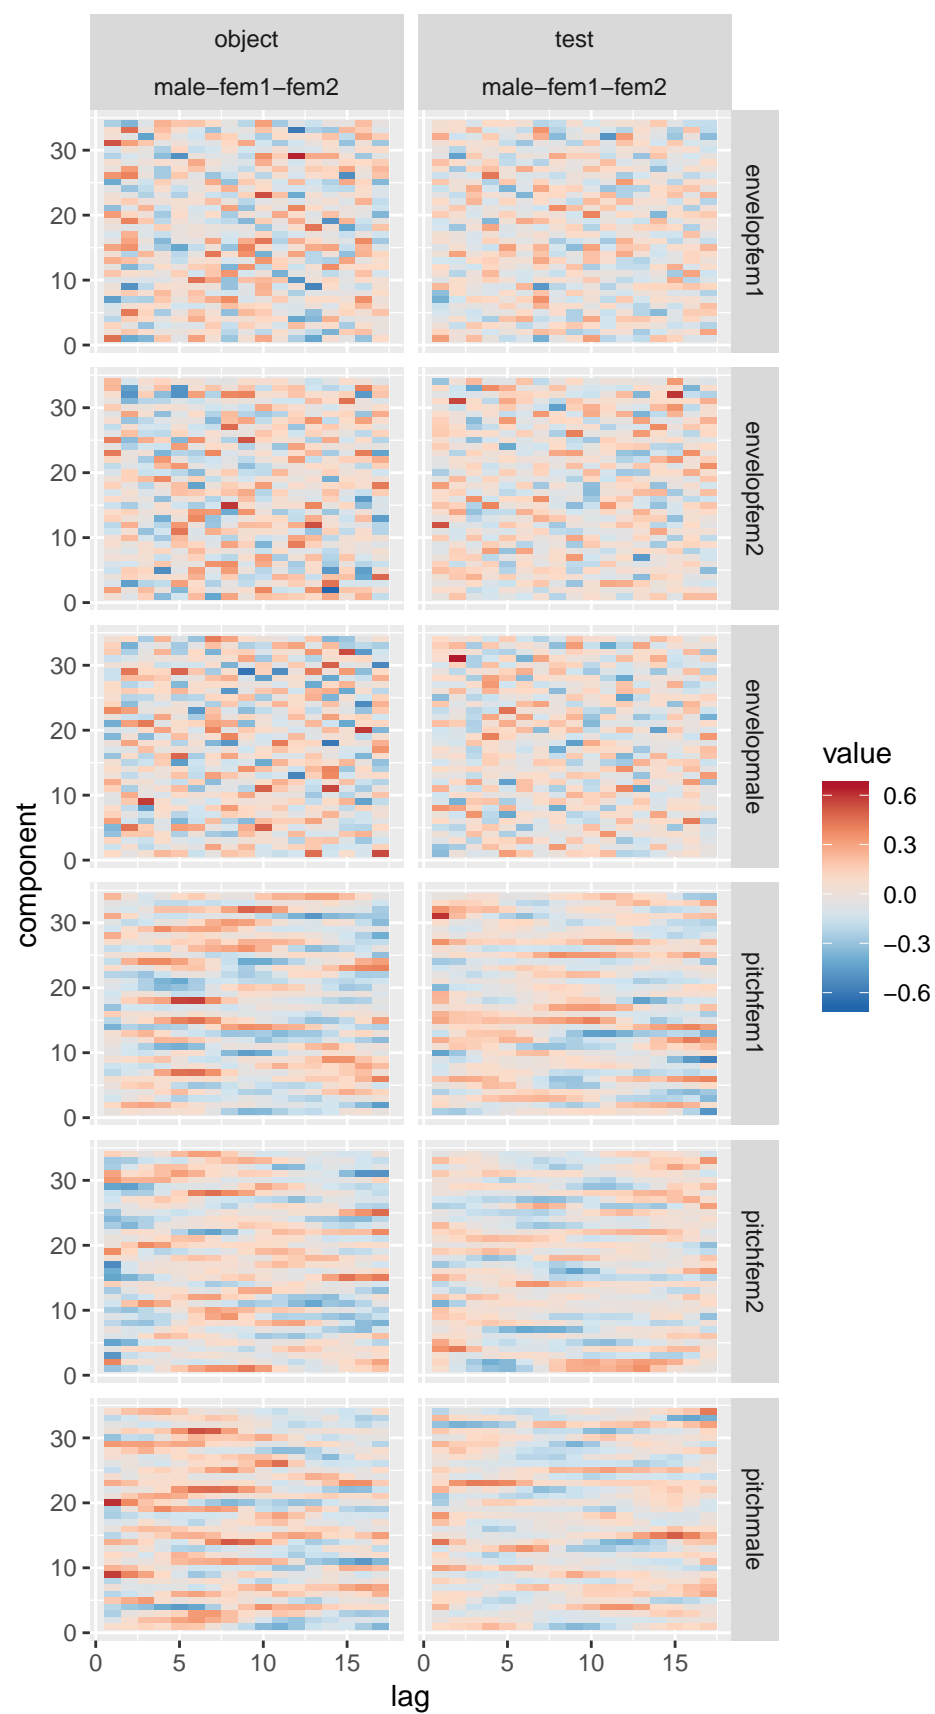 object
test
male-fem1-fem2
male-fem1-fem2
30
20
10
0
envelopfem1
30
20
10
0
envelopfem2
30
20
10
0
envelopmale
30
20
10
0
pitchfem1
30
20
10
0
pitchfem2
30
20
10
0
pitchmale
0 5 10 15
0 5 10 15
lag
component
value
0.6
0.3
0.0
−0.3
−0.6